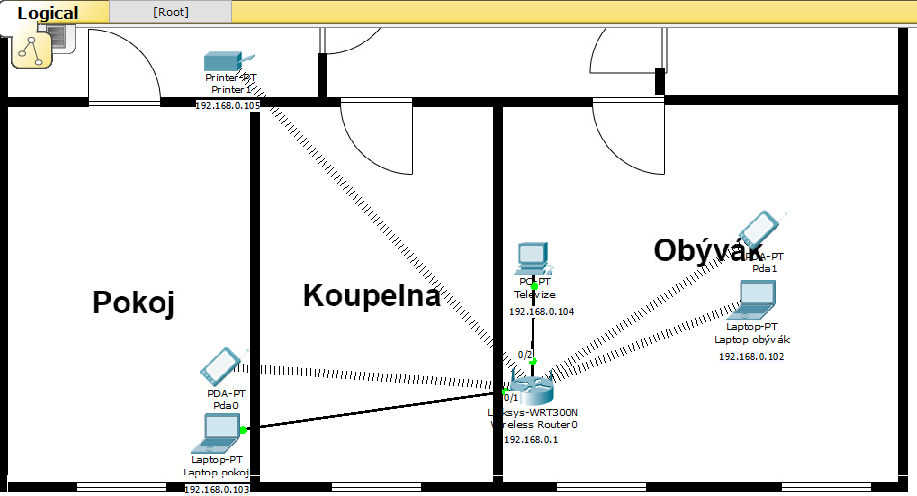 Logical
[Root]
Printer-PT
Printer1
192.168.0.105
Pokoj
Koupelna
Obývák
PDA-PT
Pda1
PC-PT
Televize
192.168.0.104
Laptop-PT
Laptop obývák
192.168.0.102
0/2
0/1
Linksys-WRT300N
Wireless Router0
192.168.0.1
PDA-PT
Pda0
Laptop-PT
Laptop pokoj
192.168.0.103